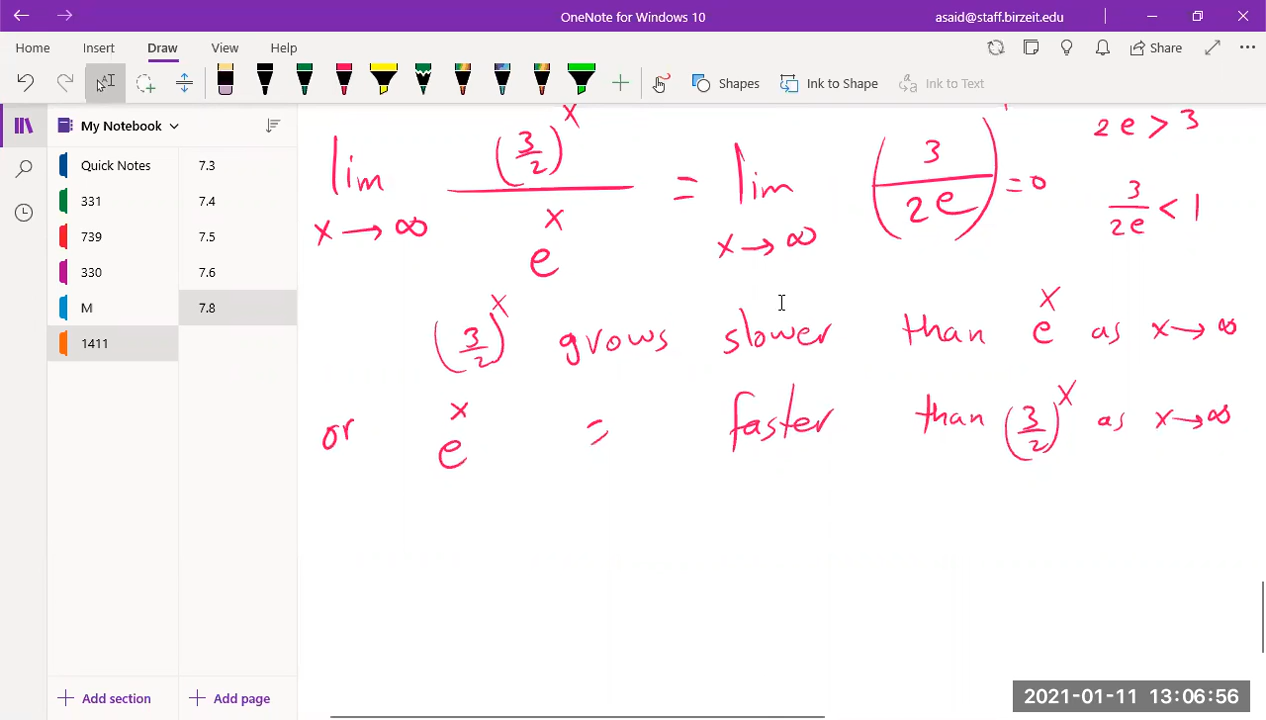 OneNote for Windows 10
asaid@staff.birzeit.edu
Home Insert Draw View Help
Share
Shapes Ink to Shape Ink to Text
My Notebook
Quick Notes
331
739
330
M
1411
7.3
7.4
7.5
7.6
7.8
lim x→∞ (3/2)^x / e^x = lim x→∞ (3/2e) = 0
2e > 3
3/2e < 1
(3/2)^x grows slower than e^x as x→∞
or e^x = faster than (3/2)^x as x→∞
Add section
Add page
2021-01-11 13:06:56